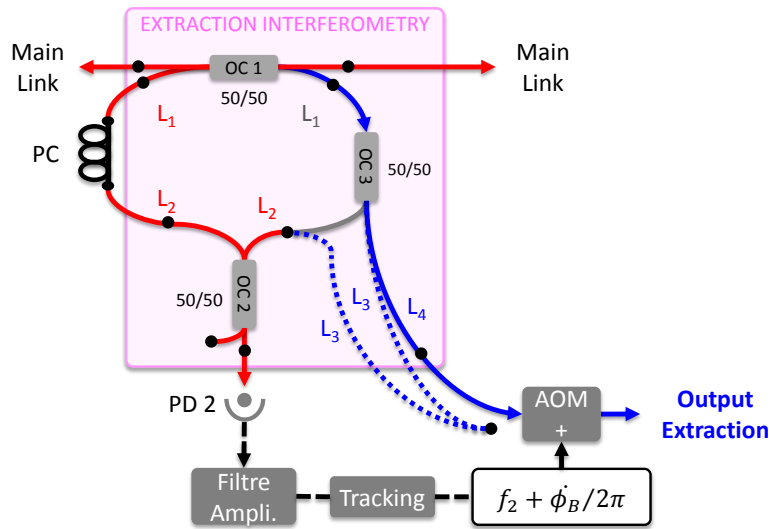 EXTRACTION INTERFEROMETRY
Main
Link
OC 1
Main
Link
50/50
L₁
L₁
PC
OC 3
50/50
L₂
L₂
OC 2
50/50
L₃
L₃
L₄
PD 2
AOM
+
Output
Extraction
Filtre
Ampli.
Tracking
f₂ + ϕ̇_B/2π